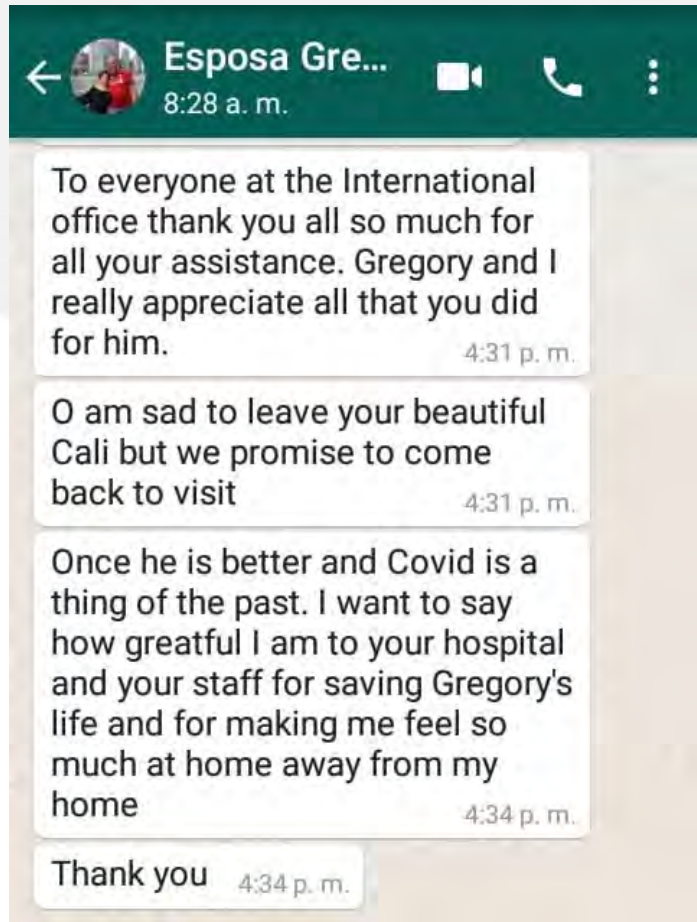 Esposa Gre...
8:28 a. m.
To everyone at the International
office thank you all so much for
all your assistance. Gregory and I
really appreciate all that you did
for him.
4:31 p. m.
O am sad to leave your beautiful
Cali but we promise to come
back to visit
4:31 p. m.
Once he is better and Covid is a
thing of the past. I want to say
how greatful I am to your hospital
and your staff for saving Gregory's
life and for making me feel so
much at home away from my
home
4:34 p. m.
Thank you
4:34 p. m.